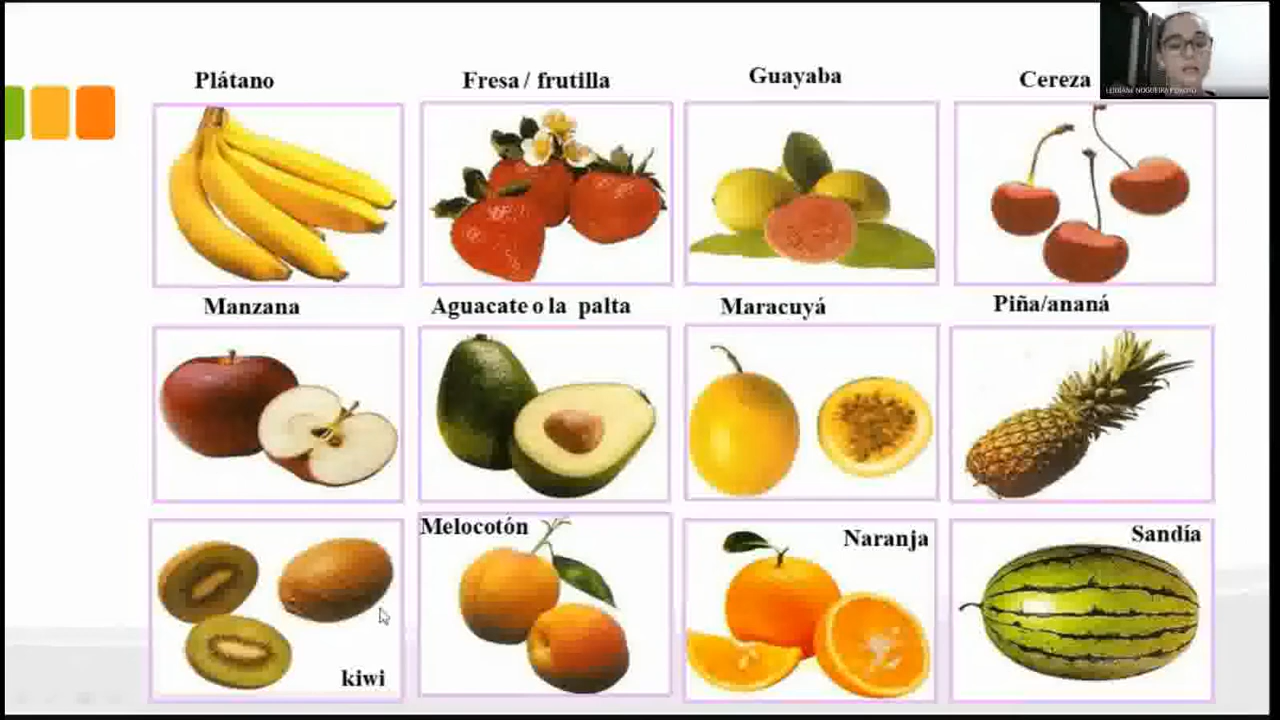 Plátano
Fresa / frutilla
Guayaba
Cereza
Manzana
Aguacate o la palta
Maracuyá
Piña/ananá
kiwi
Melocotón
Naranja
Sandía